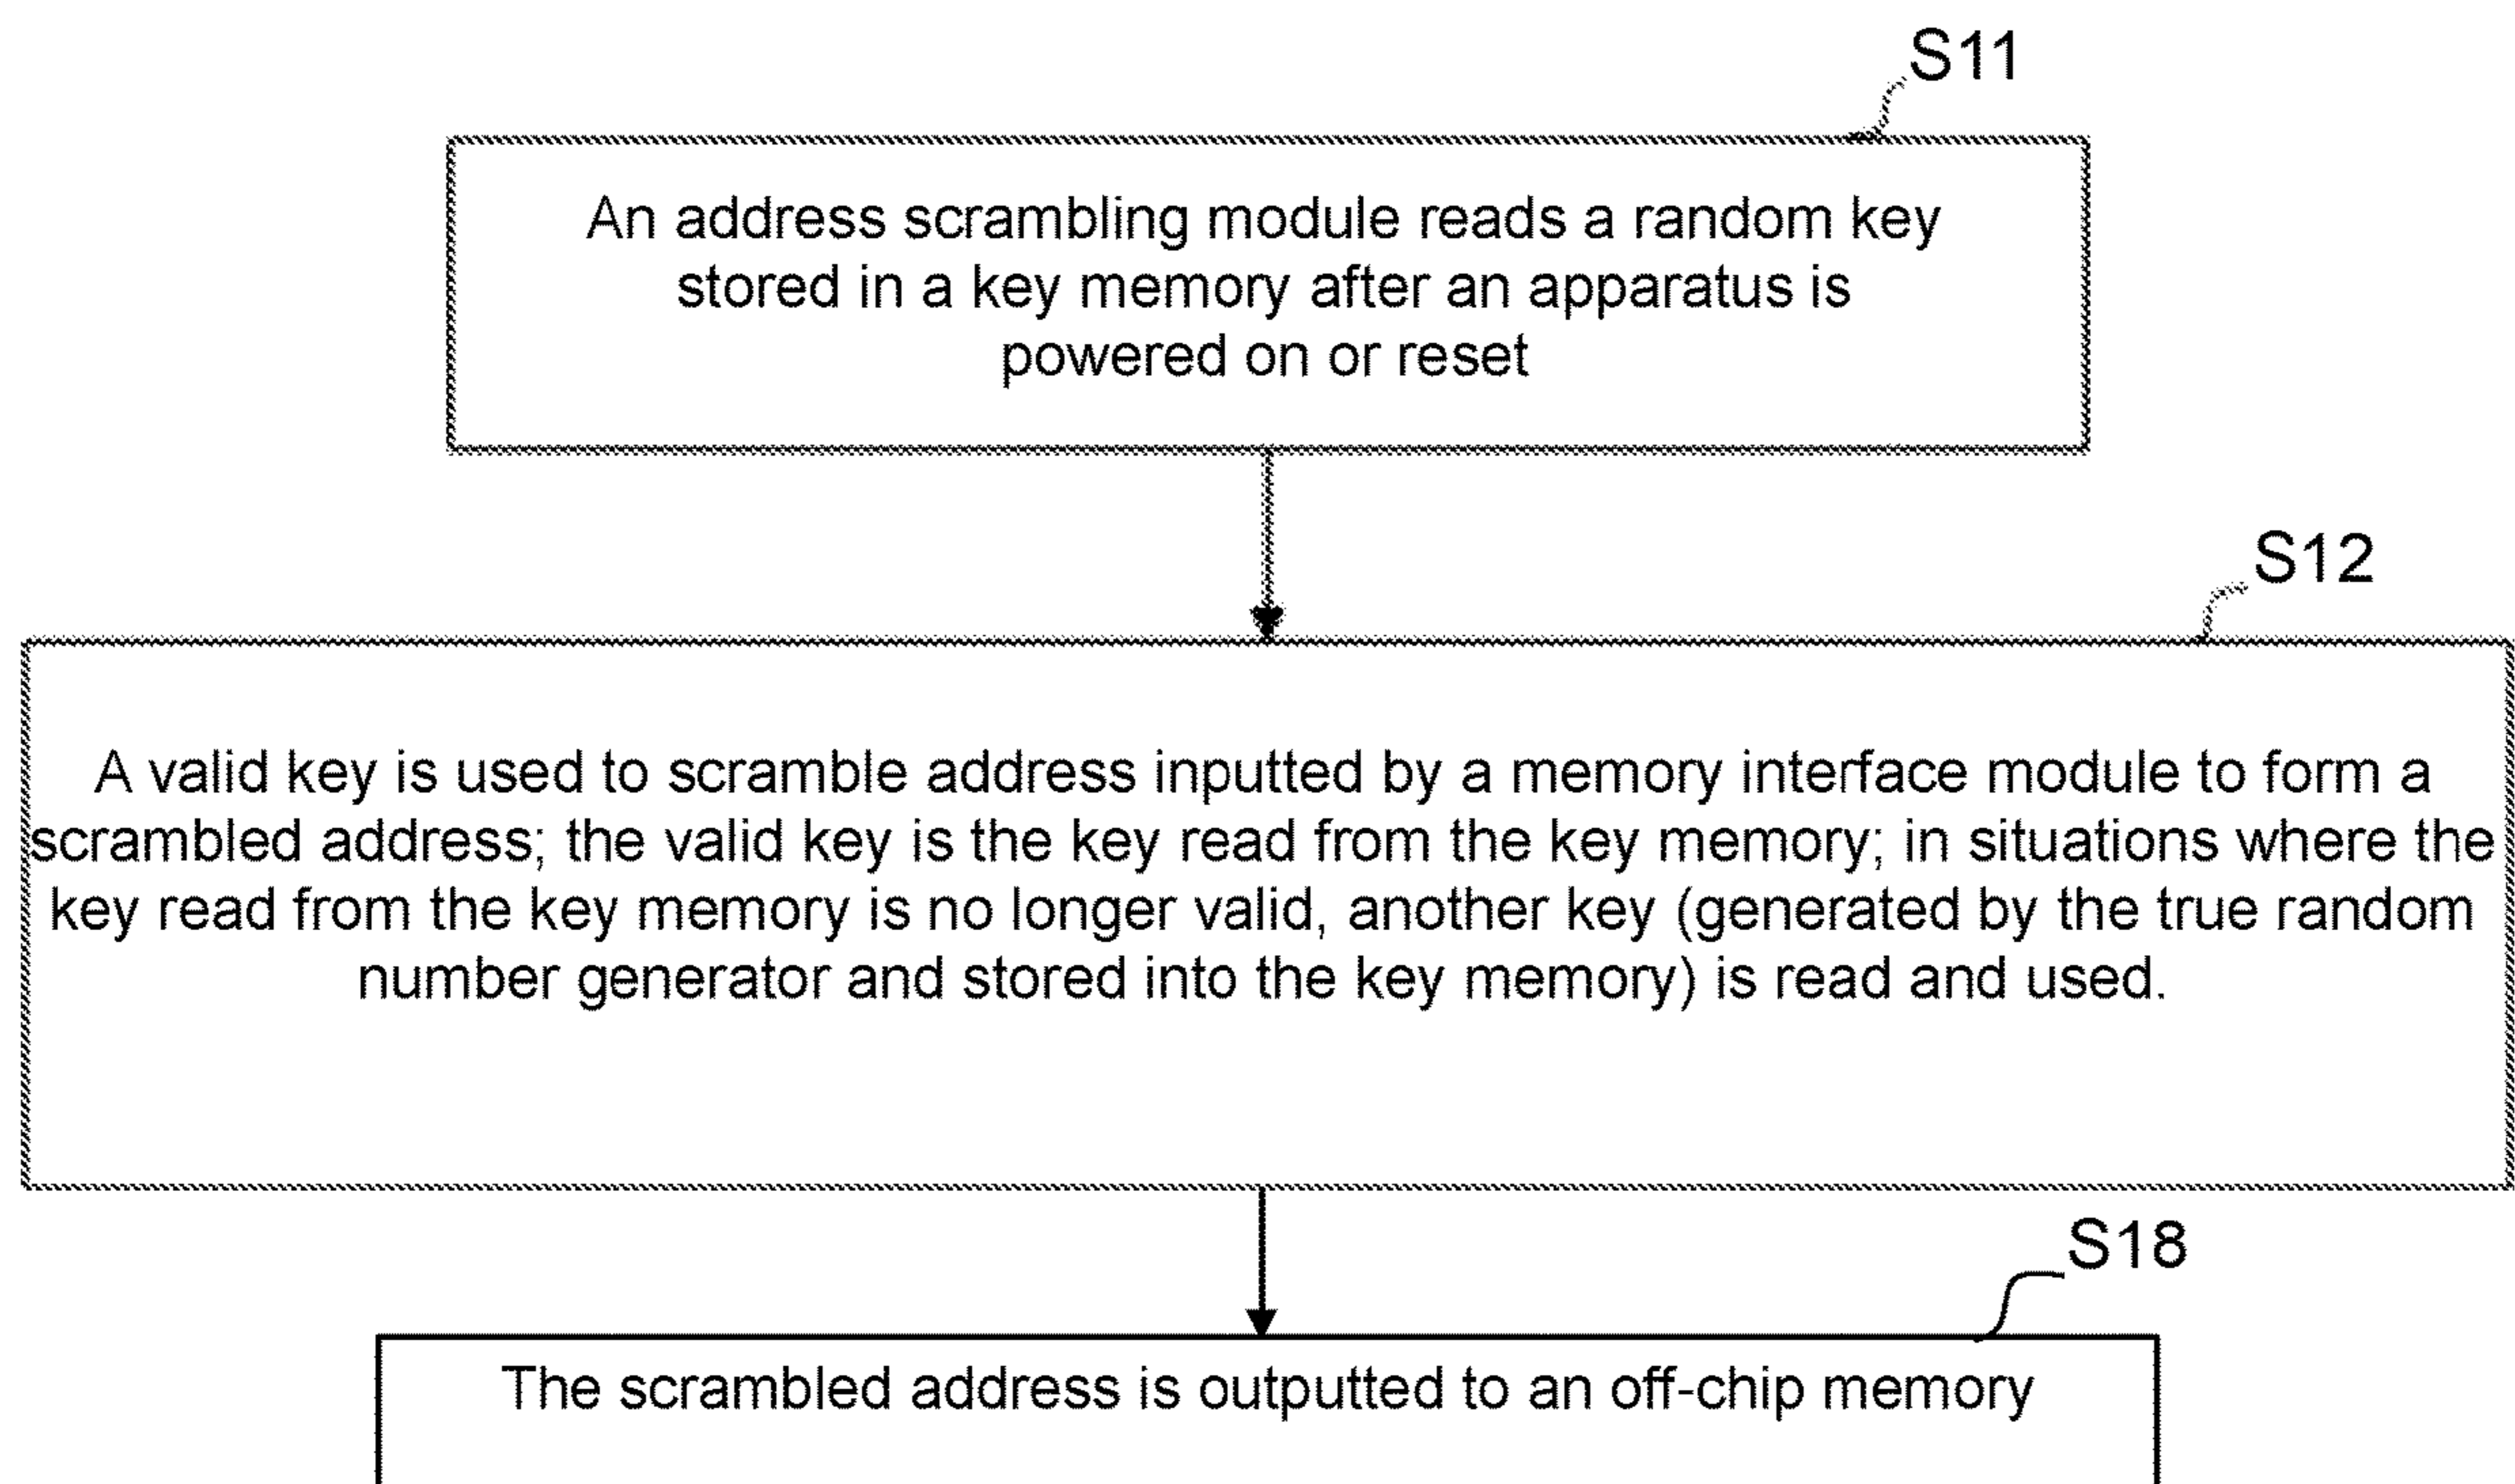 S11
An address scrambling module reads a random key
stored in a key memory after an apparatus is
powered on or reset
S12
A valid key is used to scramble address inputted by a memory interface module to form a
scrambled address; the valid key is the key read from the key memory; in situations where the
key read from the key memory is no longer valid, another key (generated by the true random
number generator and stored into the key memory) is read and used.
S18
The scrambled address is outputted to an off-chip memory